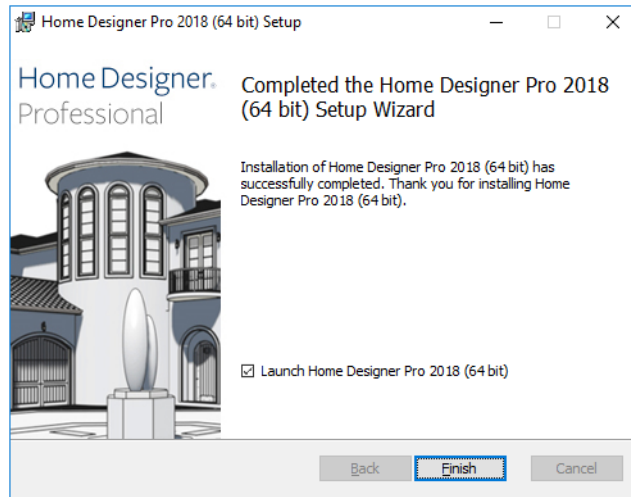 Home Designer Pro 2018 (64 bit) Setup
Home Designer®
Professional
Completed the Home Designer Pro 2018
(64 bit) Setup Wizard
Installation of Home Designer Pro 2018 (64 bit) has
successfully completed. Thank you for installing Home
Designer Pro 2018 (64 bit).
Launch Home Designer Pro 2018 (64 bit)
Back Finish Cancel